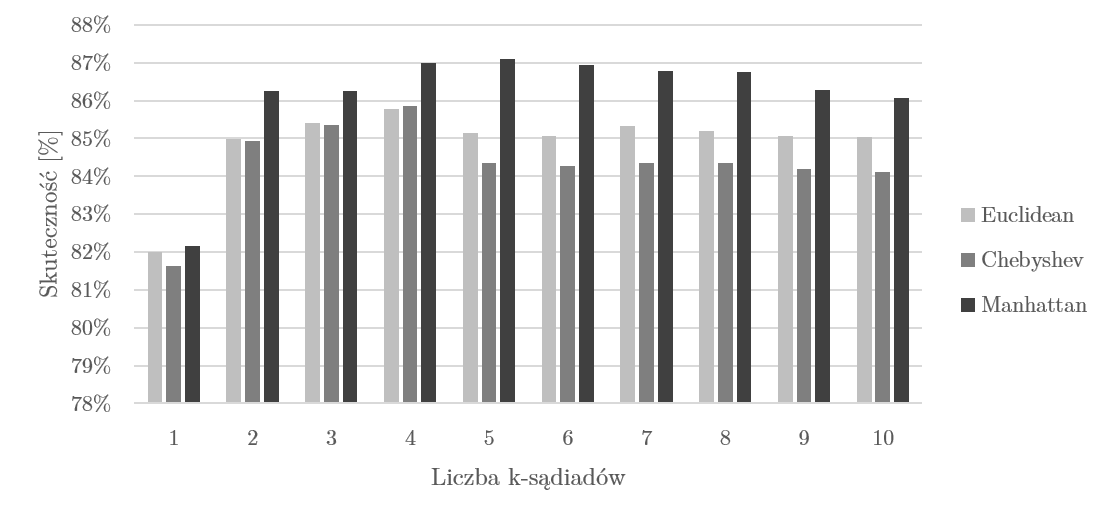 88%
87%
86%
85%
84%
83%
82%
81%
80%
79%
78%
Skuteczność [%]
1 2 3 4 5 6 7 8 9 10
Liczba k-sądiadów
Euclidean
Chebyshev
Manhattan